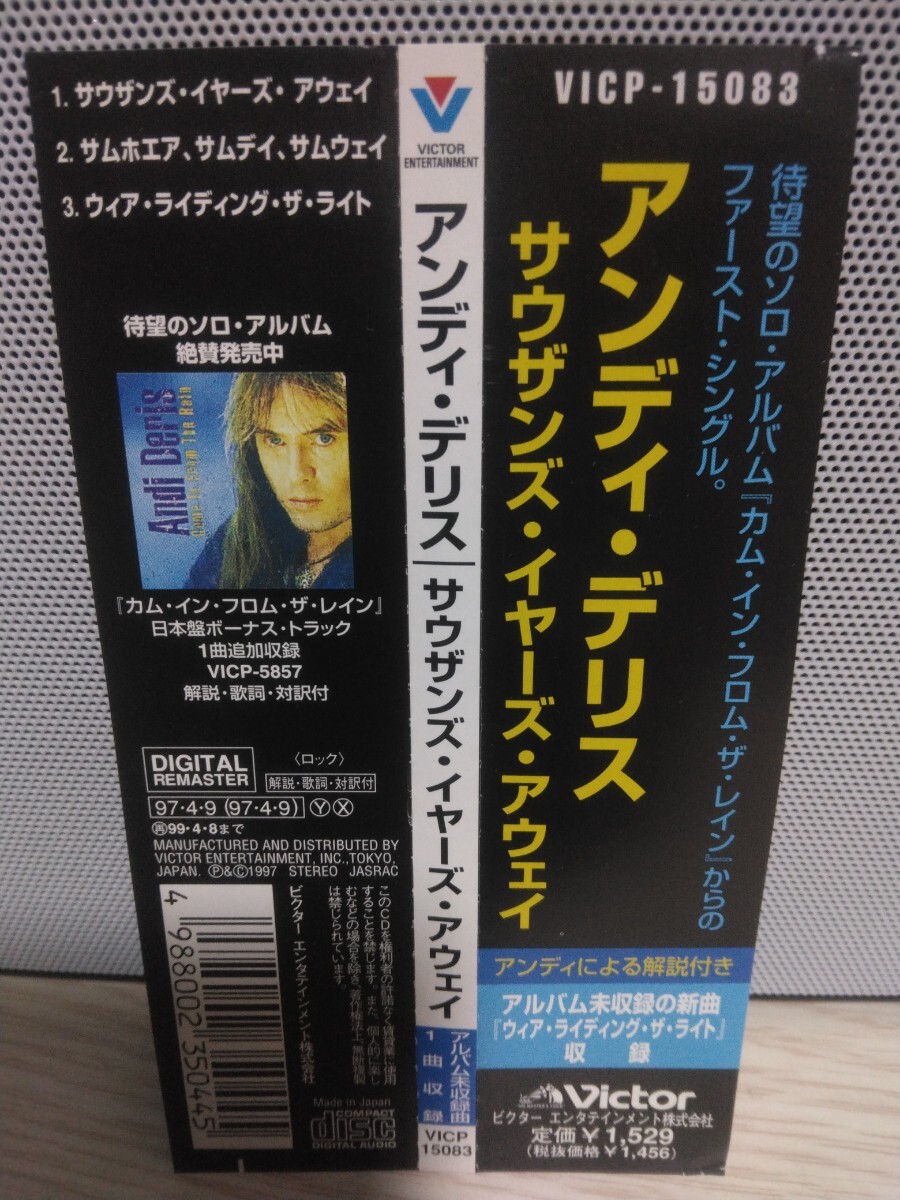 1. サウザンズ・イヤーズ・アウェイ
2. サムホエア、サムデイ、サムウェイ
3. ウィア・ライディング・ザ・ライト
待望のソロ・アルバム
絶賛発売中
Andi Deris
『カム・イン・フロム・ザ・レイン』
日本盤ボーナス・トラック
1曲追加収録
VICP-5857
解説・歌詞・対訳付
DIGITAL
REMASTER
〈ロック〉
解説・歌詞・対訳付
97・4・9 (97・4・9) Ⓨ Ⓧ
㊢99・4・8まで
MANUFACTURED AND DISTRIBUTED BY
VICTOR ENTERTAINMENT, INC.,TOKYO,
JAPAN. Ⓟ&Ⓒ1997 STEREO JASRAC
4 988002 350445
このCDを権利者の許諾なく賃貸業に使用
することを禁じます。また、個人的に楽し
むなどの場合を除き、著作権法上、無断複製
は禁じられています。
ビクター エンタテインメント株式会社
Made in Japan
COMPACT
disc
DIGITAL AUDIO
VICTOR
ENTERTAINMENT
アンディ・デリス
サウザンズ・イヤーズ・アウェイ
アルバム未収録曲
1曲収録
VICP
15083
VICP-15083
待望のソロ・アルバム『カム・イン・フロム・ザ・レイン』からの
ファースト・シングル。
アンディ・デリス
サウザンズ・イヤーズ・アウェイ
アンディによる解説付き
アルバム未収録の新曲
『ウィア・ライディング・ザ・ライト』
収 録
Victor
ビクター エンタテインメント株式会社
定価￥1,529
(税抜価格￥1,456)